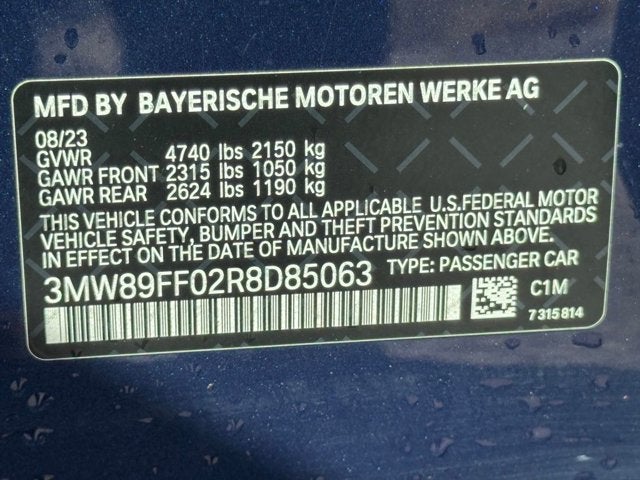 MFD BY BAYERISCHE MOTOREN WERKE AG
08/23
GVWR 4740 lbs 2150 kg
GAWR FRONT 2315 lbs 1050 kg
GAWR REAR 2624 lbs 1190 kg
THIS VEHICLE CONFORMS TO ALL APPLICABLE U.S.FEDERAL MOTOR
VEHICLE SAFETY, BUMPER AND THEFT PREVENTION STANDARDS
IN EFFECT ON THE DATE OF MANUFACTURE SHOWN ABOVE.
3MW89FF02R8D85063 TYPE: PASSENGER CAR
C1M
7315814